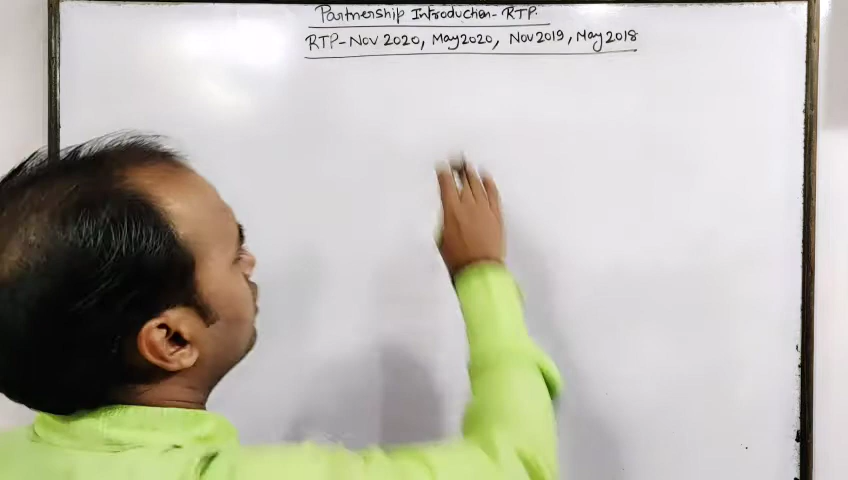 Partnership Introduction - RTP.
RTP - Nov 2020, May 2020, Nov 2019, May 2018